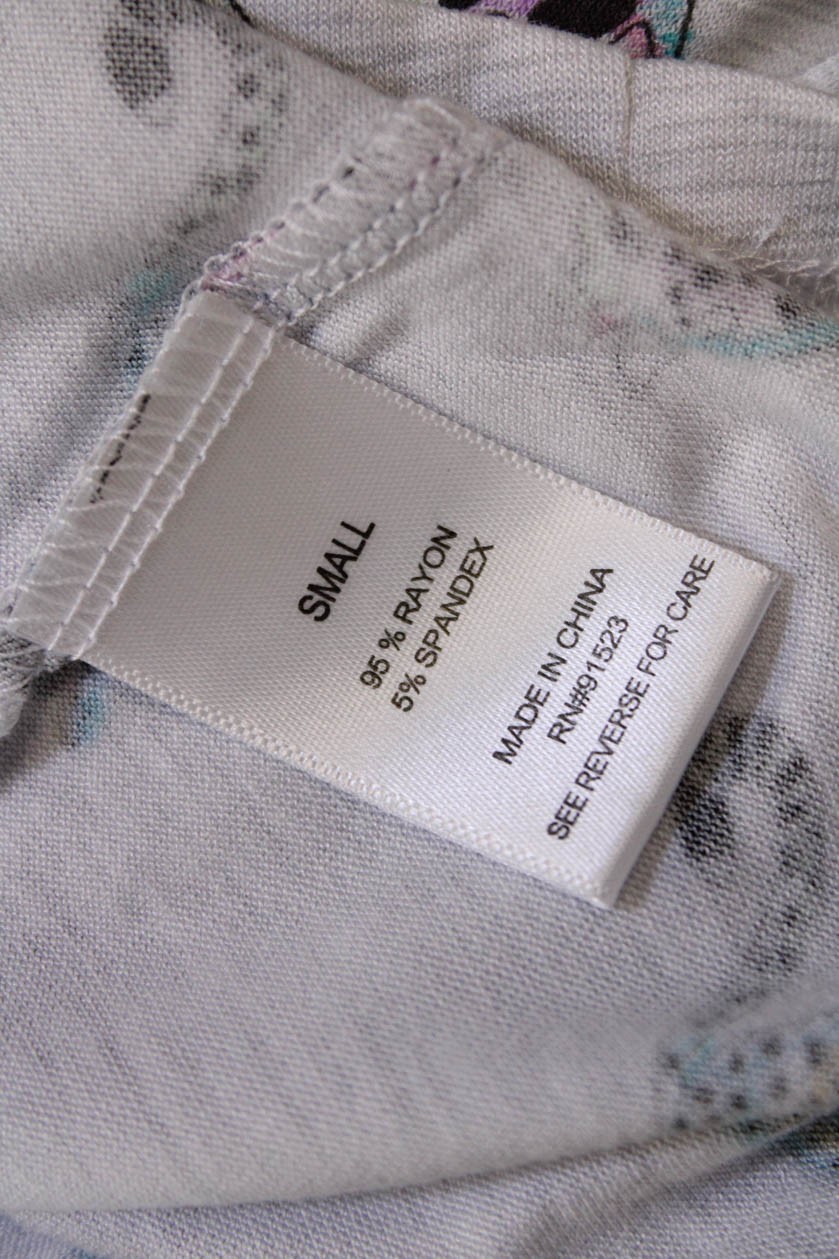 SMALL
95 % RAYON
5% SPANDEX
MADE IN CHINA
RN#91523
SEE REVERSE FOR CARE